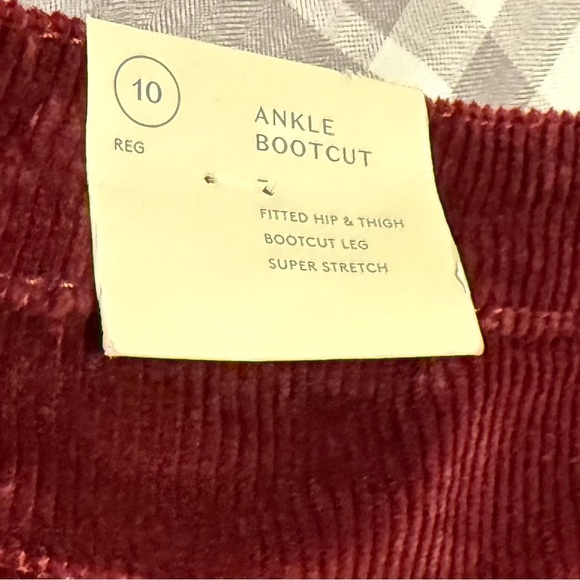 10
REG
ANKLE
BOOTCUT
FITTED HIP & THIGH
BOOTCUT LEG
SUPER STRETCH